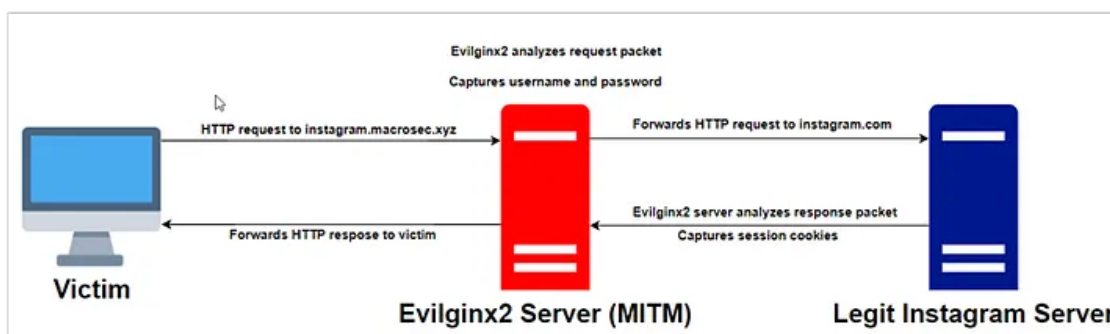 Evilginx2 analyzes request packet
Captures username and password
HTTP request to instagram.macrosec.xyz
Forwards HTTP request to instagram.com
Evilginx2 server analyzes response packet
Captures session cookies
Forwards HTTP respose to victim
Victim
Evilginx2 Server (MITM)
Legit Instagram Server